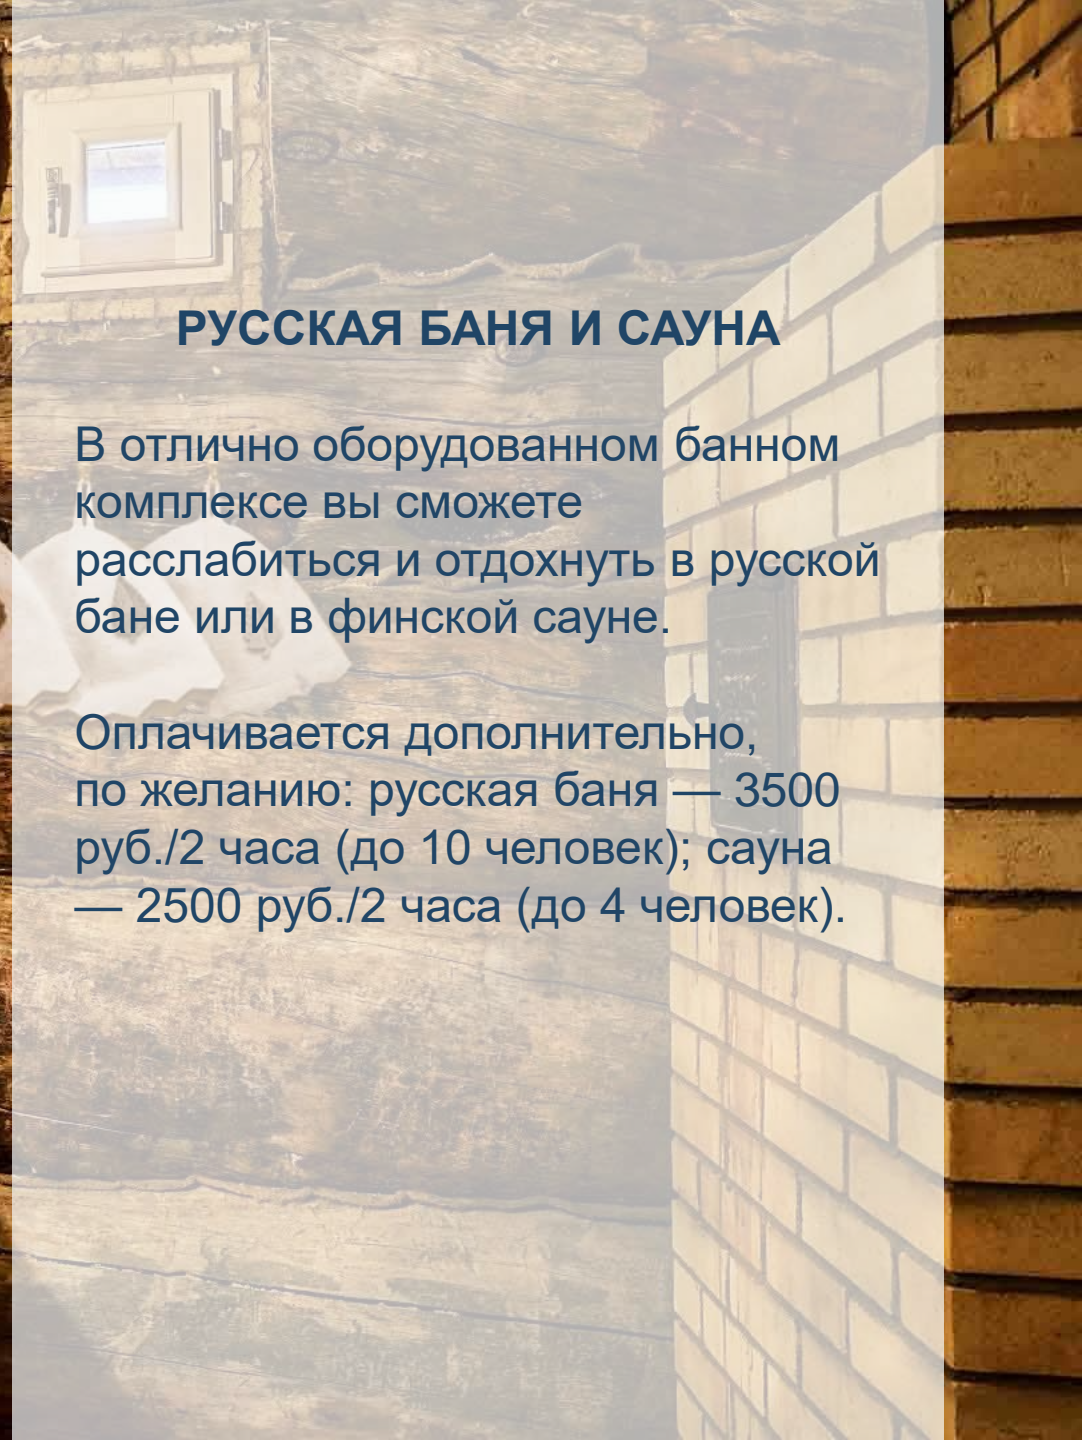 РУССКАЯ БАНЯ И САУНА
В отлично оборудованном банном
комплексе вы сможете
расслабиться и отдохнуть в русской
бане или в финской сауне.
Оплачивается дополнительно,
по желанию: русская баня — 3500
руб./2 часа (до 10 человек); сауна
— 2500 руб./2 часа (до 4 человек).